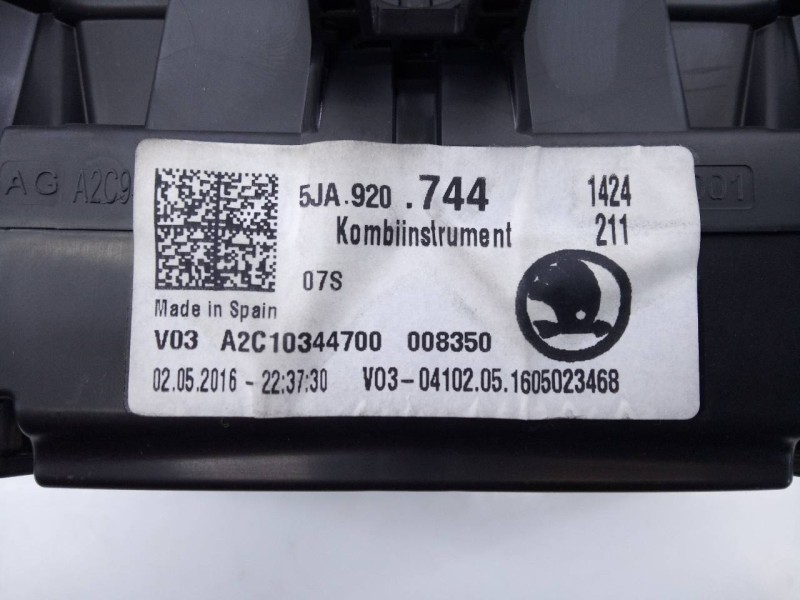 AG A2C9
001
5JA.920 .744 1424
Kombiinstrument 211
07S
Made in Spain
V03 A2C10344700 008350
02.05.2016 - 22:37:30 V03-04102.05.1605023468